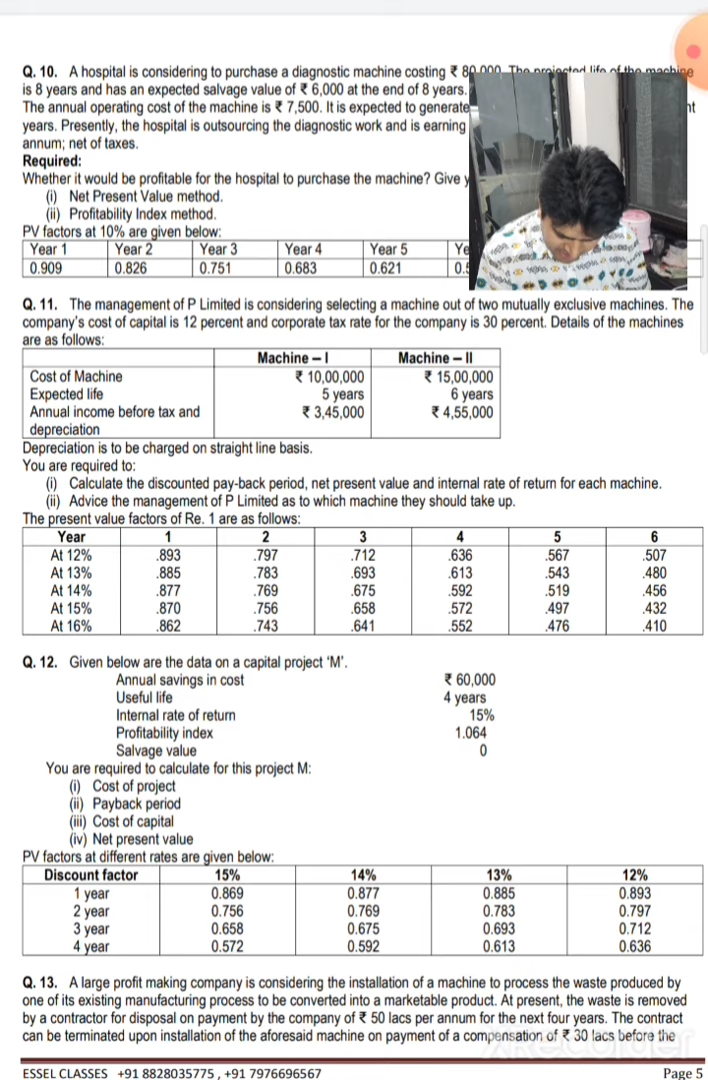 Q. 10. A hospital is considering to purchase a diagnostic machine costing ₹ 80,000. The projected life of the machine
is 8 years and has an expected salvage value of ₹ 6,000 at the end of 8 years.
The annual operating cost of the machine is ₹ 7,500. It is expected to generate
years. Presently, the hospital is outsourcing the diagnostic work and is earning
annum; net of taxes.
Required:
Whether it would be profitable for the hospital to purchase the machine? Give
(i) Net Present Value method.
(ii) Profitability Index method.
PV factors at 10% are given below:
Year 1 Year 2 Year 3 Year 4 Year 5
0.909 0.826 0.751 0.683 0.621
Q. 11. The management of P Limited is considering selecting a machine out of two mutually exclusive machines. The
company's cost of capital is 12 percent and corporate tax rate for the company is 30 percent. Details of the machines
are as follows:
Machine – I Machine – II
Cost of Machine ₹ 10,00,000 ₹ 15,00,000
Expected life 5 years 6 years
Annual income before tax and ₹ 3,45,000 ₹ 4,55,000
depreciation
Depreciation is to be charged on straight line basis.
You are required to:
(i) Calculate the discounted pay-back period, net present value and internal rate of return for each machine.
(ii) Advice the management of P Limited as to which machine they should take up.
The present value factors of Re. 1 are as follows:
Year 1 2 3 4 5 6
At 12% .893 .797 .712 .636 .567 .507
At 13% .885 .783 .693 .613 .543 .480
At 14% .877 .769 .675 .592 .519 .456
At 15% .870 .756 .658 .572 .497 .432
At 16% .862 .743 .641 .552 .476 .410
Q. 12. Given below are the data on a capital project 'M'.
Annual savings in cost ₹ 60,000
Useful life 4 years
Internal rate of return 15%
Profitability index 1.064
Salvage value 0
You are required to calculate for this project M:
(i) Cost of project
(ii) Payback period
(iii) Cost of capital
(iv) Net present value
PV factors at different rates are given below:
Discount factor 15% 14% 13% 12%
1 year 0.869 0.877 0.885 0.893
2 year 0.756 0.769 0.783 0.797
3 year 0.658 0.675 0.693 0.712
4 year 0.572 0.592 0.613 0.636
Q. 13. A large profit making company is considering the installation of a machine to process the waste produced by
one of its existing manufacturing process to be converted into a marketable product. At present, the waste is removed
by a contractor for disposal on payment by the company of ₹ 50 lacs per annum for the next four years. The contract
can be terminated upon installation of the aforesaid machine on payment of a compensation of ₹ 30 lacs before the
ESSEL CLASSES +91 8828035775 , +91 7976696567 Page 5